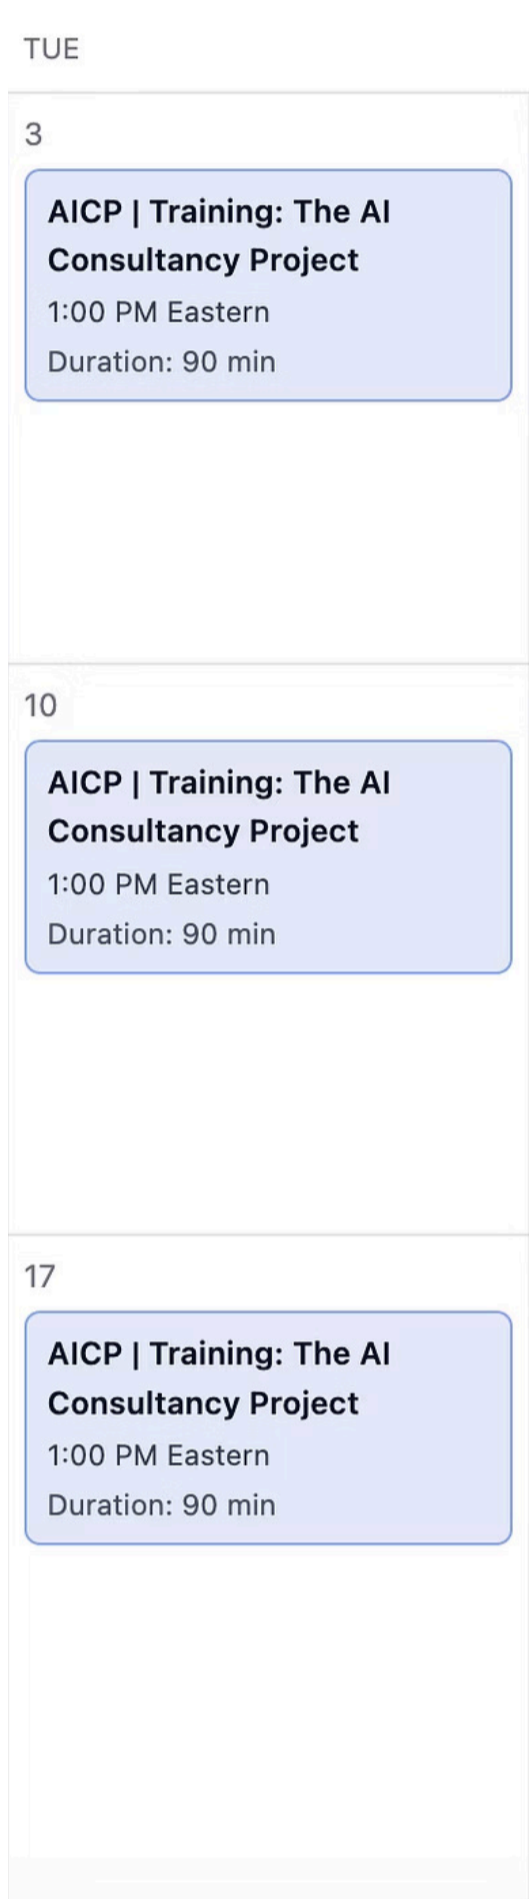 TUE
3
AICP | Training: The AI
Consultancy Project
1:00 PM Eastern
Duration: 90 min
10
AICP | Training: The AI
Consultancy Project
1:00 PM Eastern
Duration: 90 min
17
AICP | Training: The AI
Consultancy Project
1:00 PM Eastern
Duration: 90 min